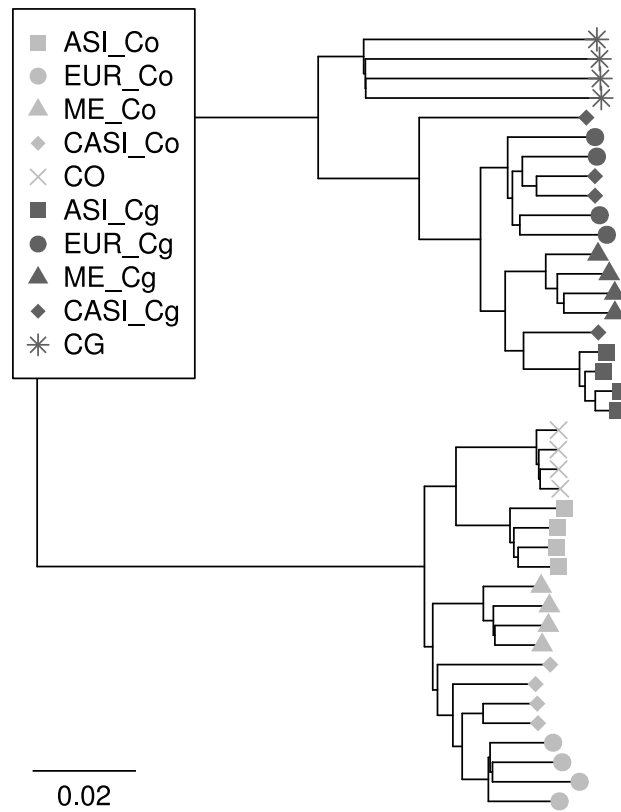 ASI_Co
EUR_Co
ME_Co
CASI_Co
CO
ASI_Cg
EUR_Cg
ME_Cg
CASI_Cg
CG
0.02